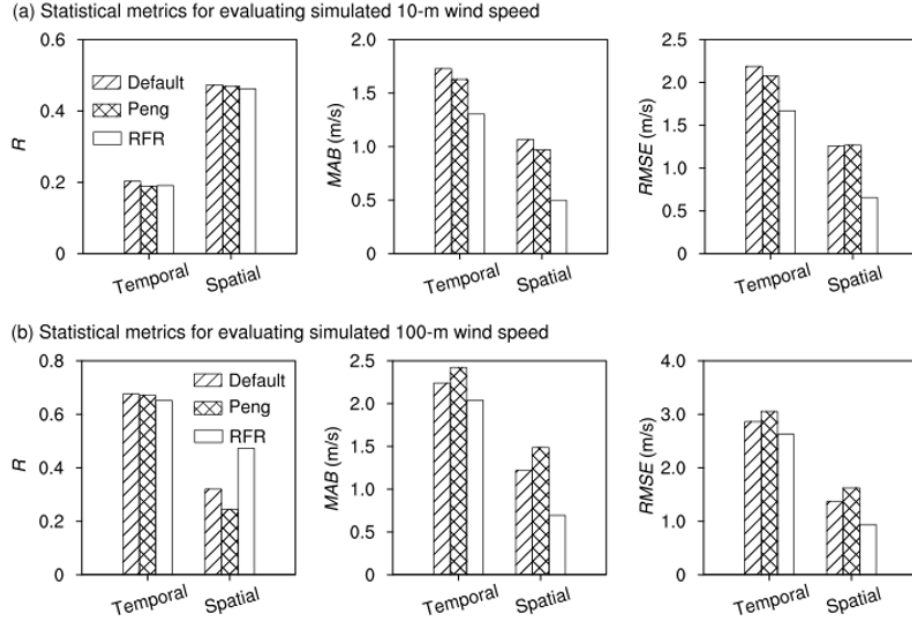 (a) Statistical metrics for evaluating simulated 10-m wind speed
0.6
0.4
0.2
0
R
Default
Peng
RFR
Temporal
Spatial
2.0
1.5
1.0
0.5
0
MAB (m/s)
Temporal
Spatial
2.5
2.0
1.5
1.0
0.5
0
RMSE (m/s)
Temporal
Spatial
(b) Statistical metrics for evaluating simulated 100-m wind speed
0.8
0.6
0.4
0.2
0
R
Default
Peng
RFR
Temporal
Spatial
2.5
2.0
1.5
1.0
0.5
0
MAB (m/s)
Temporal
Spatial
4.0
3.0
2.0
1.0
0
RMSE (m/s)
Temporal
Spatial